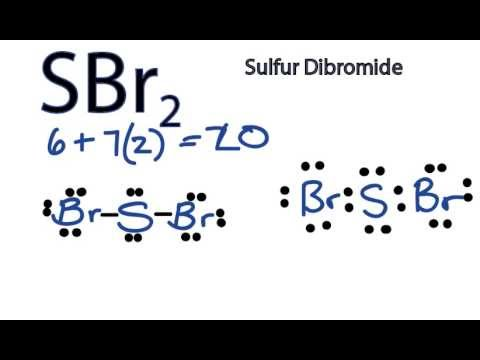 SBr₂
Sulfur Dibromide
6 + 7(2) = 20
Br–S–Br
Br S Br